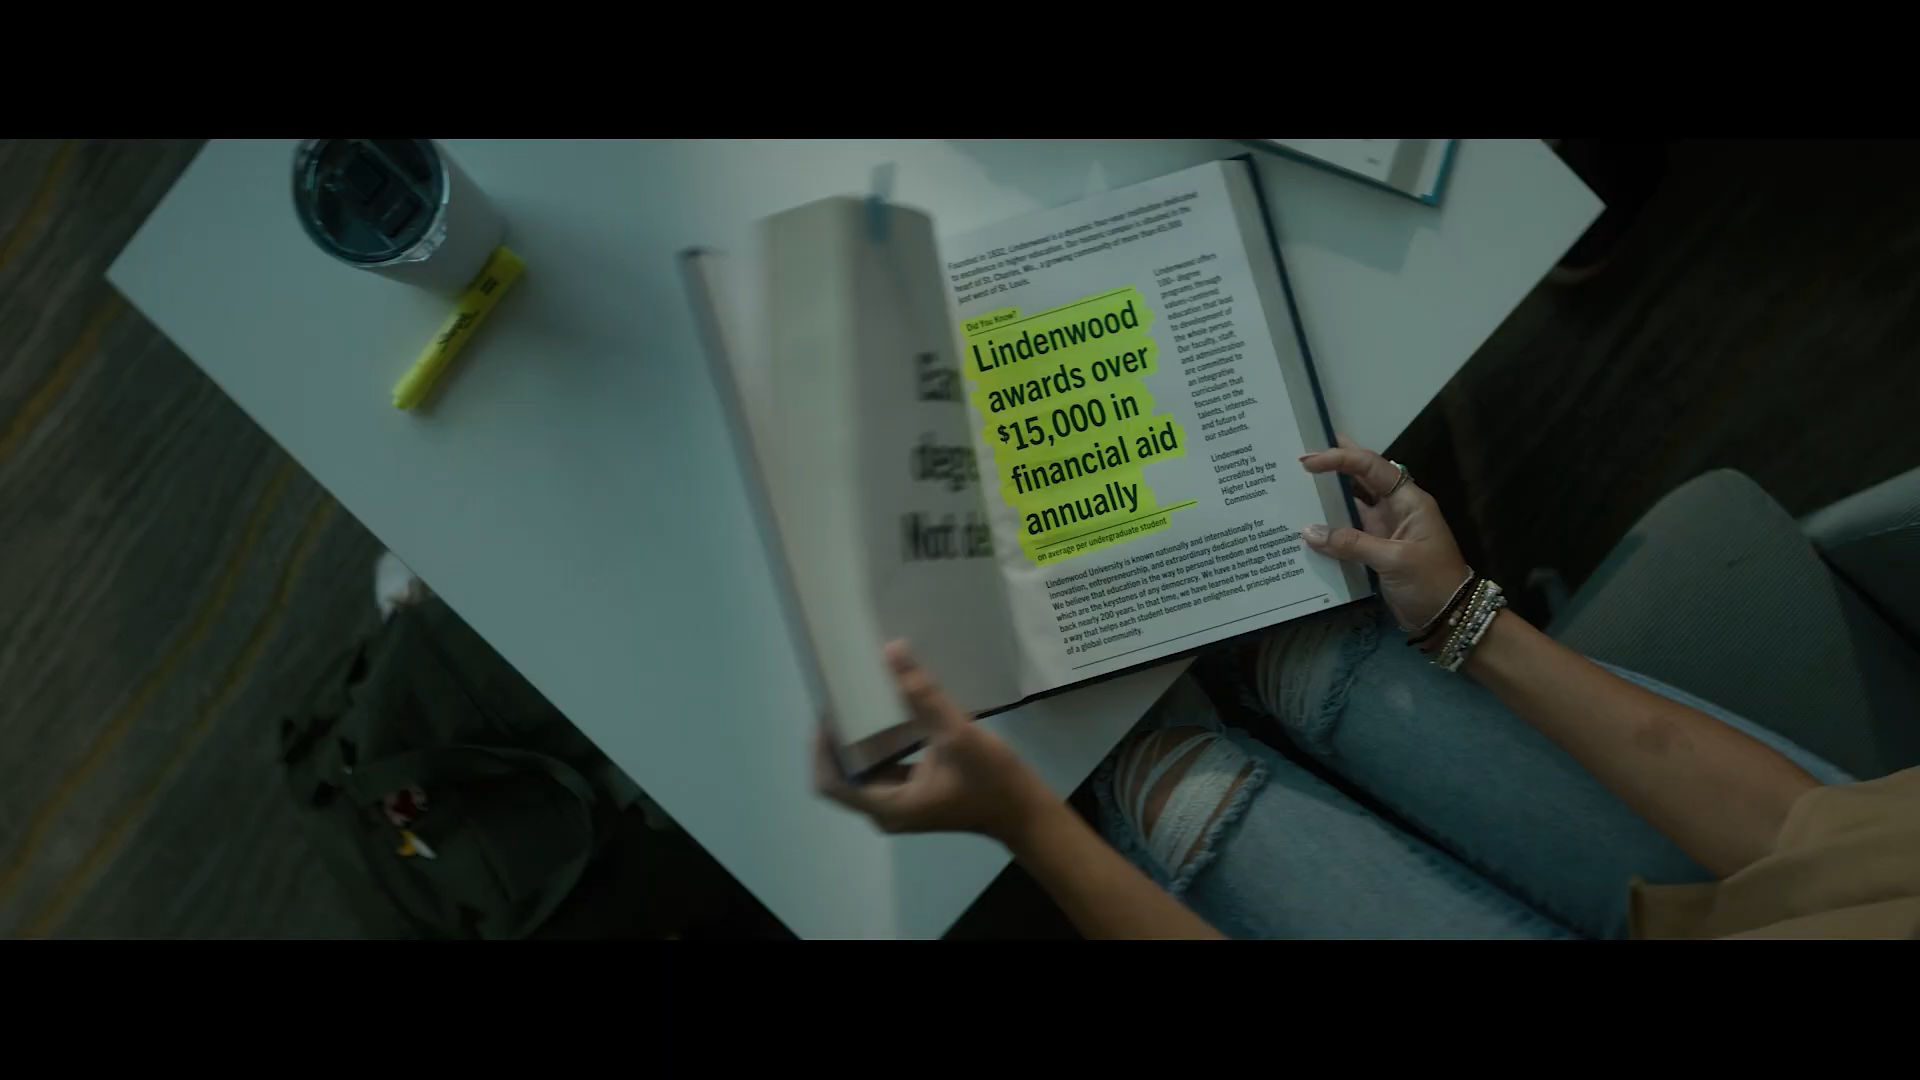 Founded in 1832, Lindenwood is a dynamic four-year institution dedicated
to excellence in higher education. Our historic campus is situated in the
heart of St. Charles, Mo., a growing community of more than 65,000
just west of St. Louis.
Did You Know?
Lindenwood
awards over
$15,000 in
financial aid
annually
on average per undergraduate student
Lindenwood offers
100+ degree
programs through
values-centered
education that lead
to development of
the whole person.
Our faculty, staff,
and administration
are committed to
an integrative
curriculum that
focuses on the
talents, interests,
and future of
our students.
Lindenwood
University is
accredited by the
Higher Learning
Commission.
Lindenwood University is known nationally and internationally for
innovation, entrepreneurship, and extraordinary dedication to students.
We believe that education is the way to personal freedom and responsibility
which are the keystones of any democracy. We have a heritage that dates
back nearly 200 years. In that time, we have learned how to educate in
a way that helps each student become an enlightened, principled citizen
of a global community.
Not